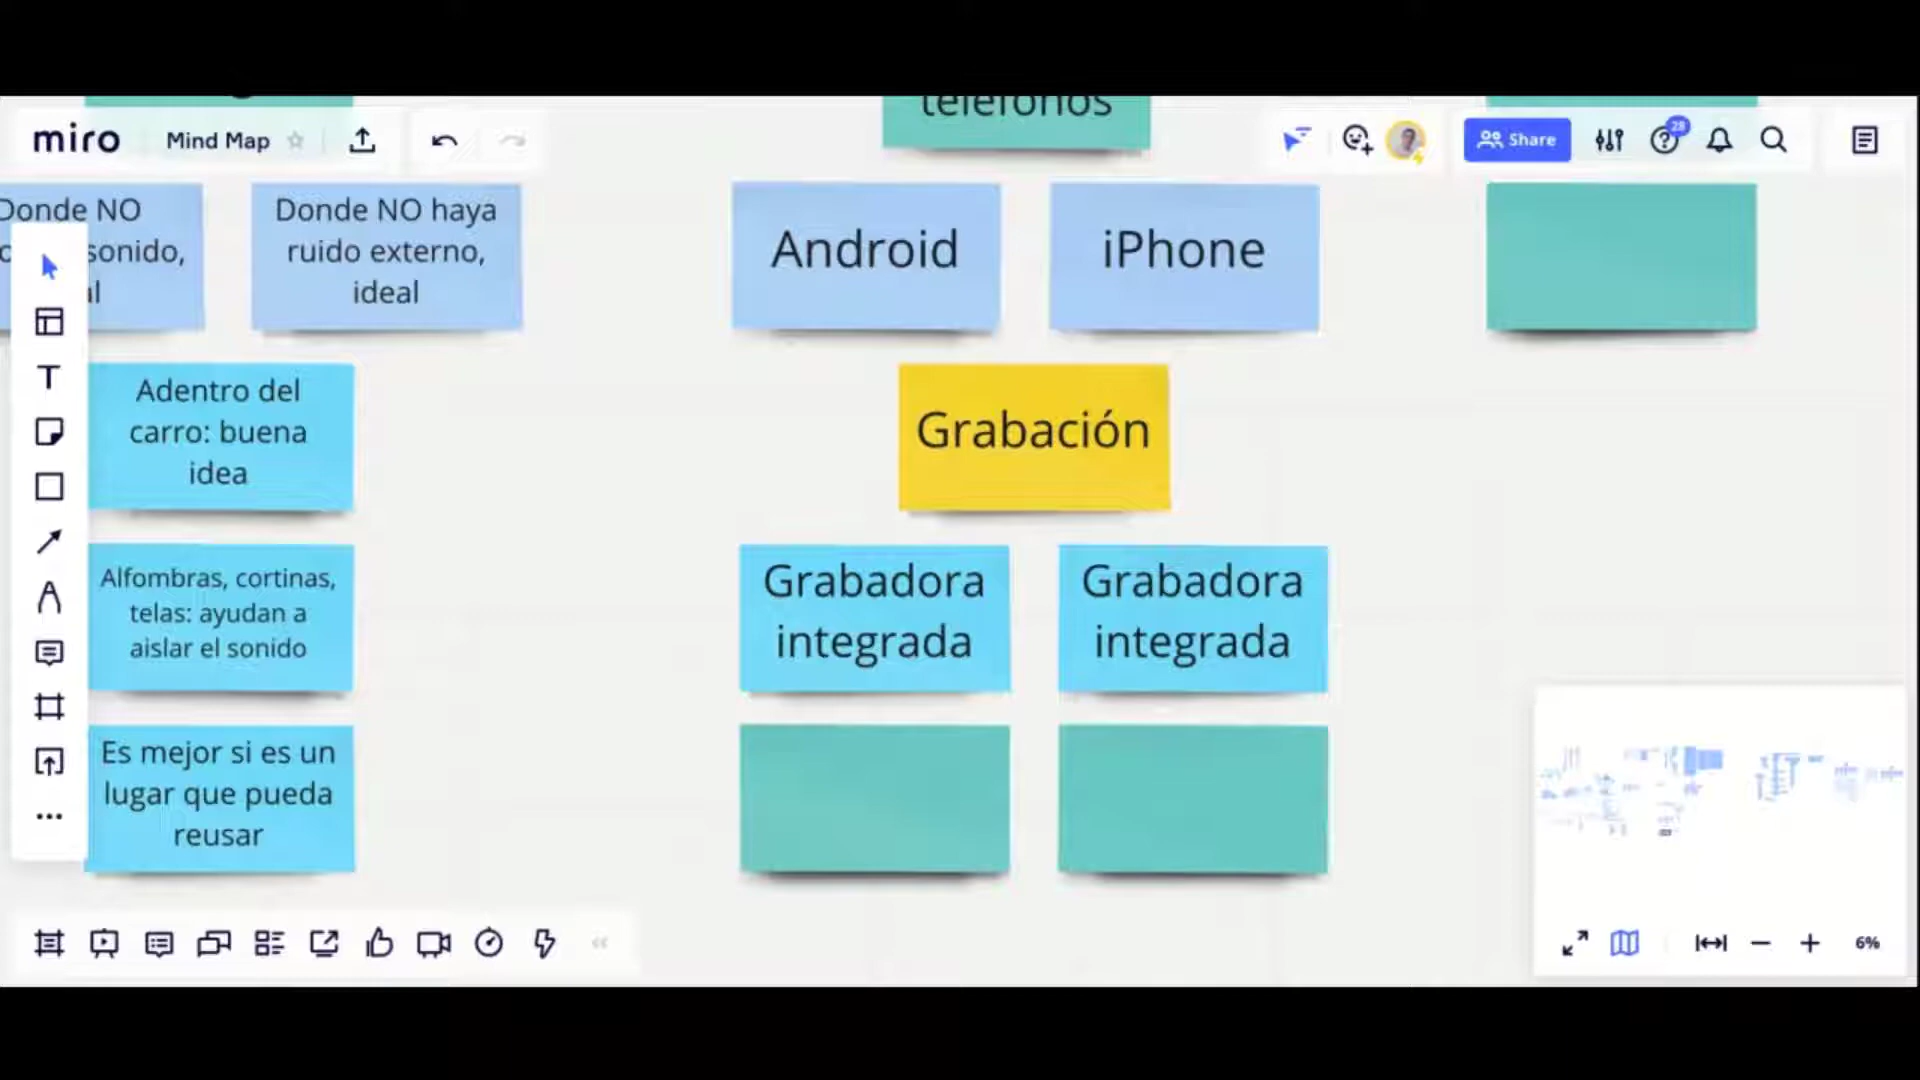 teléfonos
miro
Mind Map
Share
28
Donde NO
sonido,
Donde NO haya
ruido externo,
ideal
Android
iPhone
Adentro del
carro: buena
idea
Grabación
Alfombras, cortinas,
telas: ayudan a
aislar el sonido
Grabadora
integrada
Grabadora
integrada
Es mejor si es un
lugar que pueda
reusar
6%